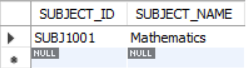 SUBJECT_ID SUBJECT_NAME
SUBJ1001 Mathematics
NULL NULL